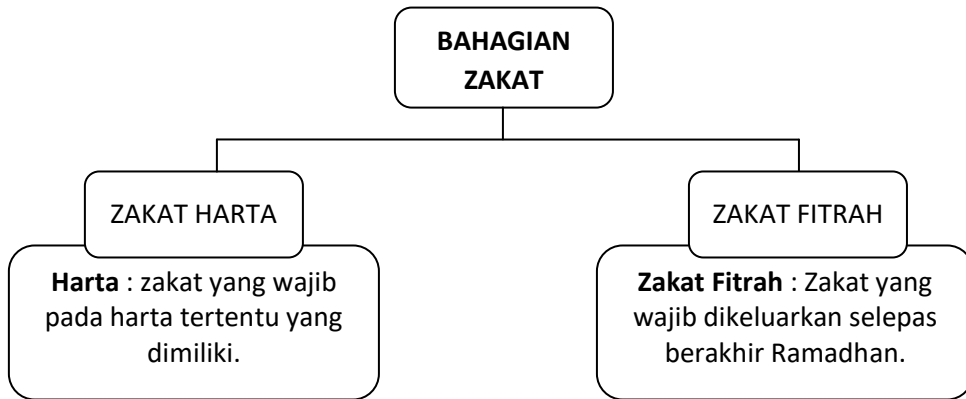 BAHAGIAN
ZAKAT
ZAKAT HARTA
Harta : zakat yang wajib
pada harta tertentu yang
dimiliki.
ZAKAT FITRAH
Zakat Fitrah : Zakat yang
wajib dikeluarkan selepas
berakhir Ramadhan.